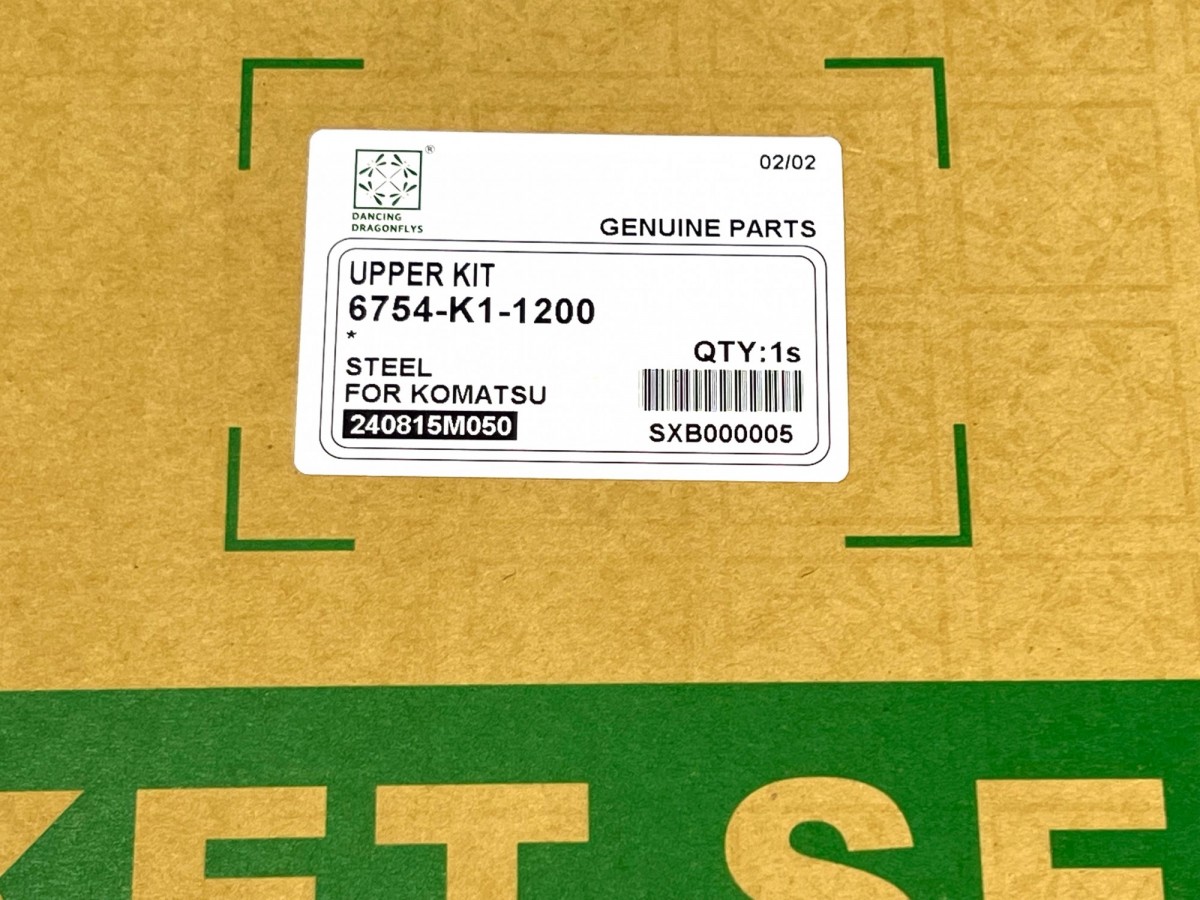 ®
02/02
DANCING
DRAGONFLYS
GENUINE PARTS
UPPER KIT
6754-K1-1200
*
QTY:1s
STEEL
FOR KOMATSU
240815M050
SXB000005
KET SE